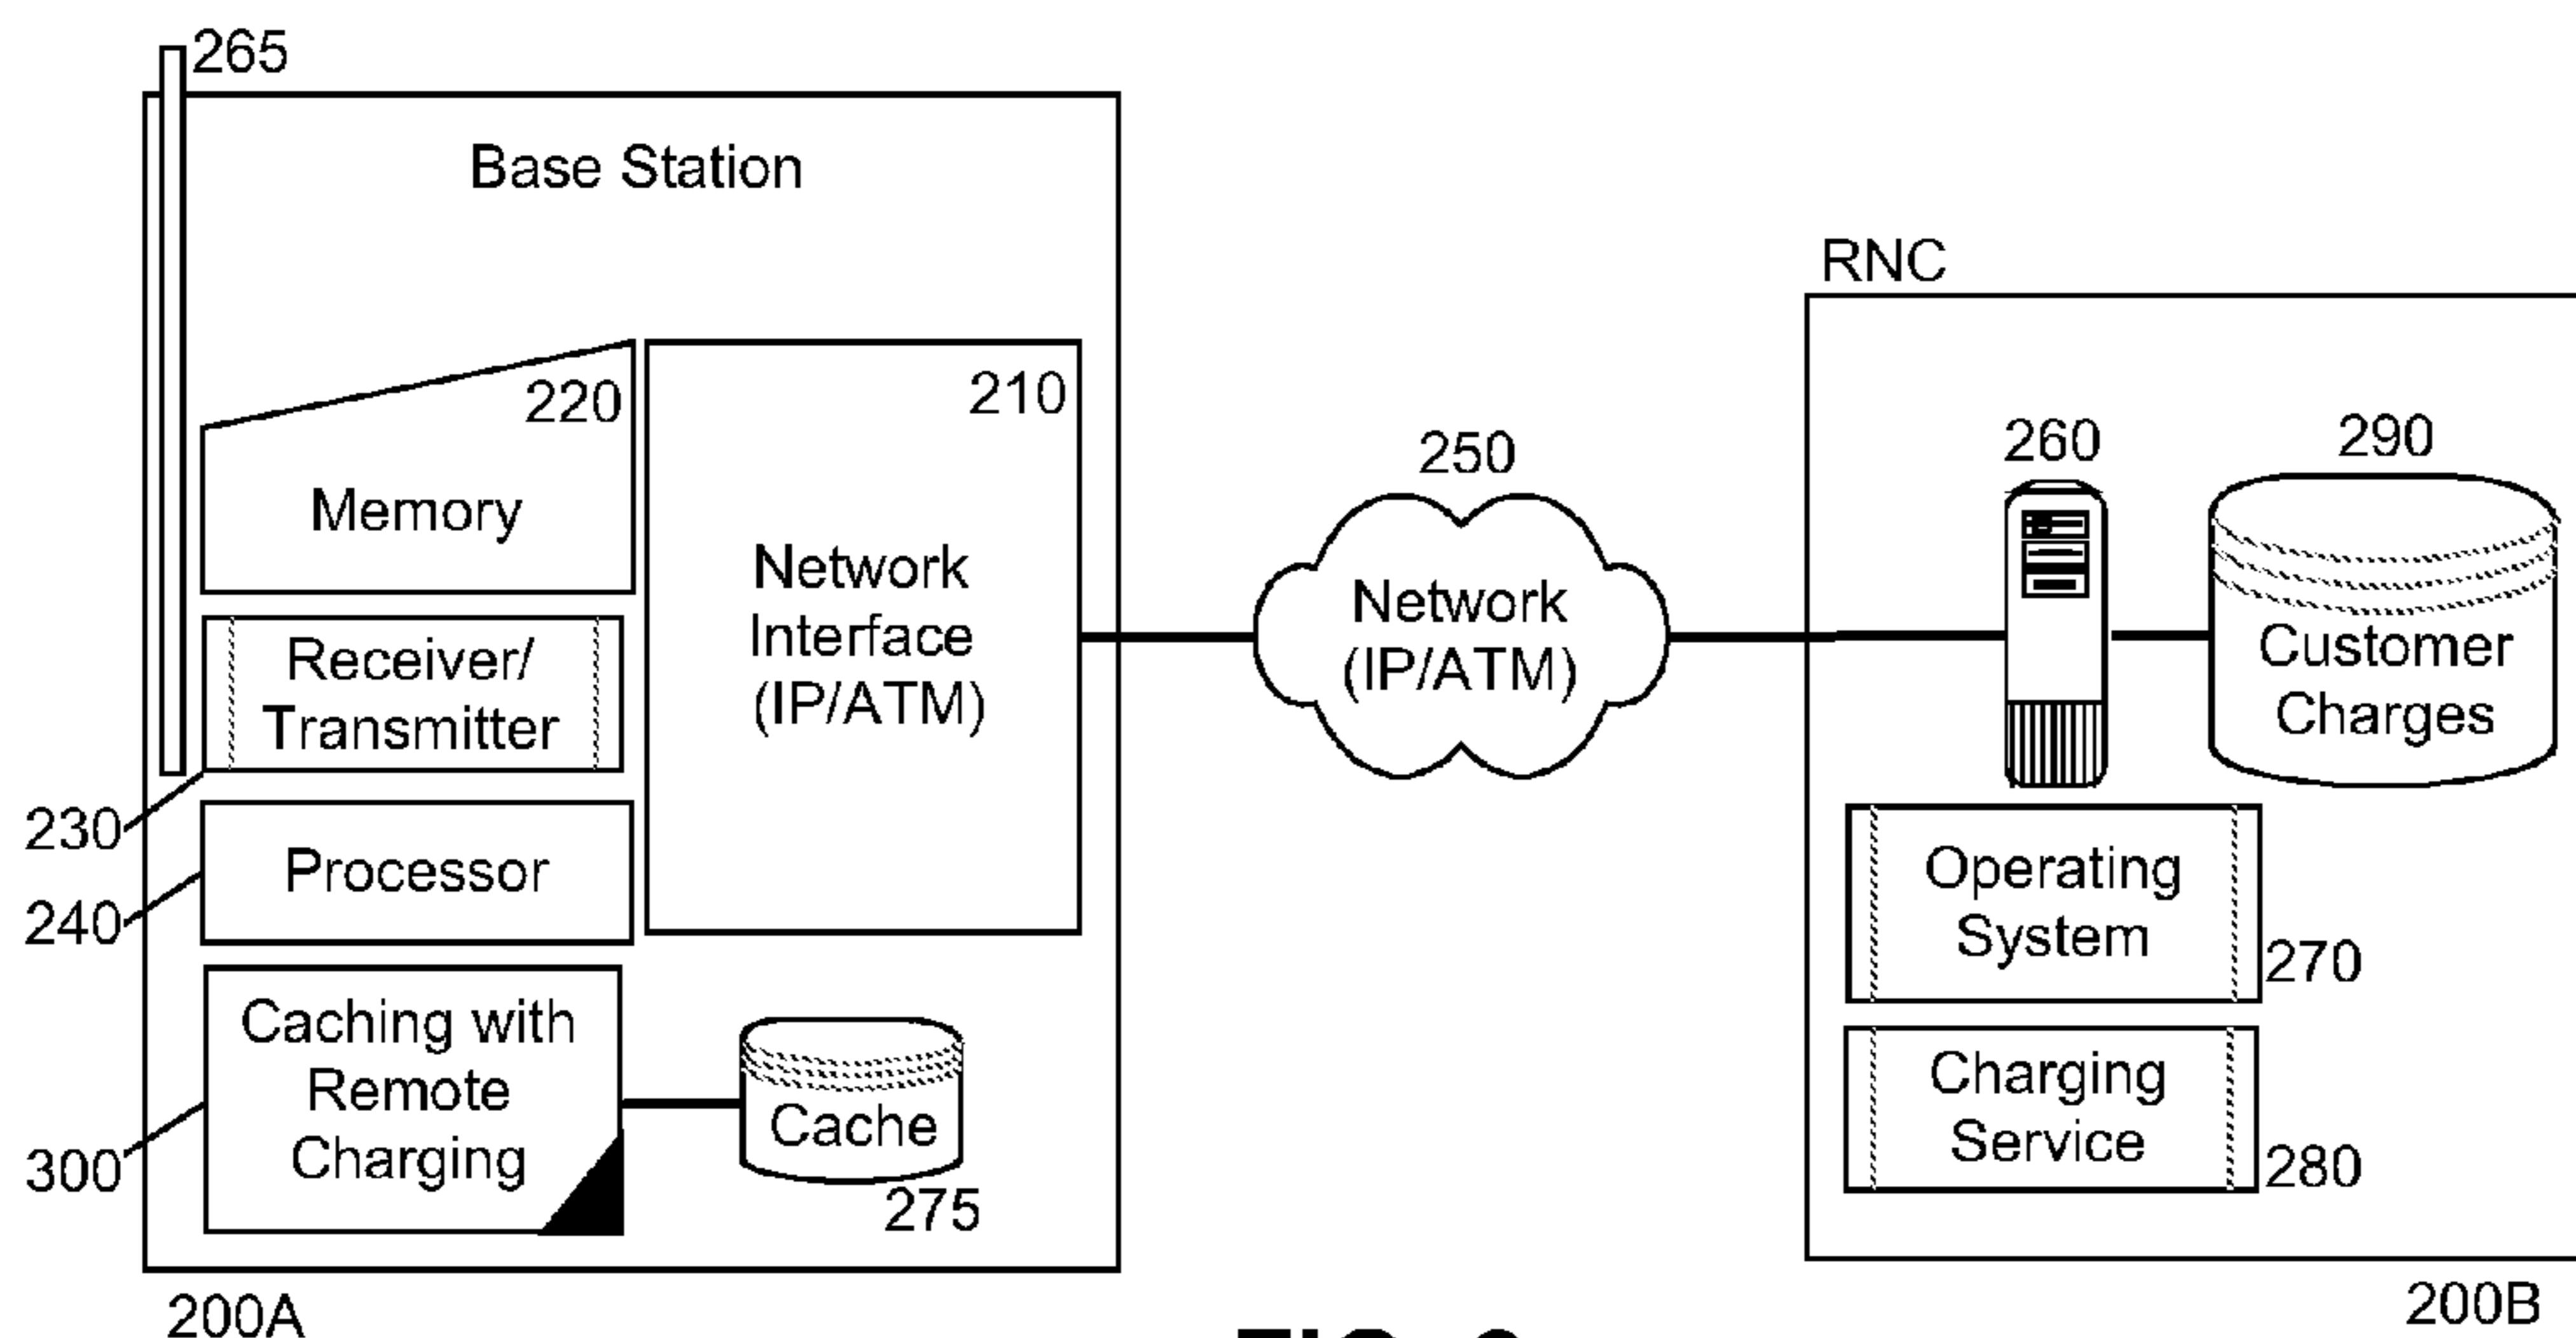 265
Base Station
220
Memory
210
Network
Interface
(IP/ATM)
Receiver/
Transmitter
230
Processor
240
Caching with
Remote
Charging
300
Cache
275
200A
250
Network
(IP/ATM)
RNC
260
290
Customer
Charges
Operating
System
270
Charging
Service
280
200B